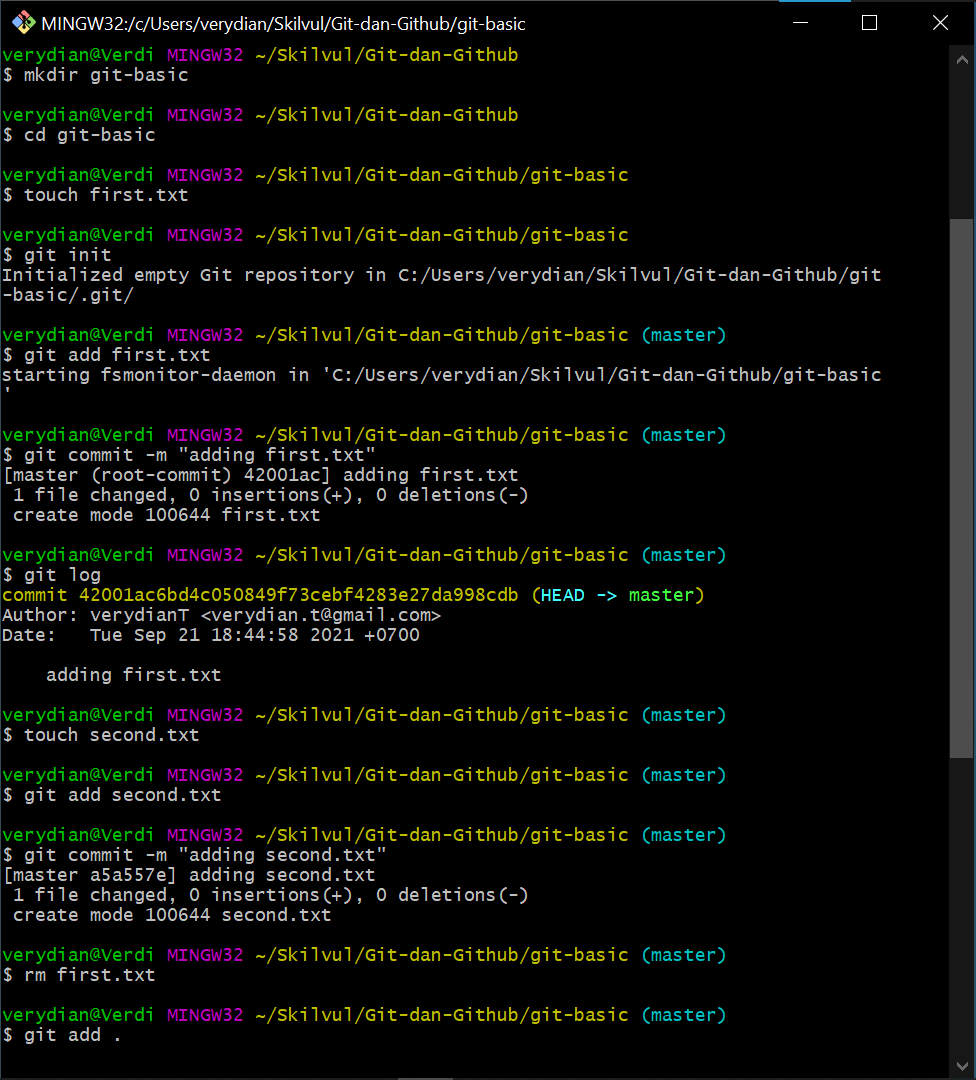 MINGW32:/c/Users/verydian/Skilvul/Git-dan-Github/git-basic
verydian@Verdi MINGW32 ~/Skilvul/Git-dan-Github
$ mkdir git-basic
verydian@Verdi MINGW32 ~/Skilvul/Git-dan-Github
$ cd git-basic
verydian@Verdi MINGW32 ~/Skilvul/Git-dan-Github/git-basic
$ touch first.txt
verydian@Verdi MINGW32 ~/Skilvul/Git-dan-Github/git-basic
$ git init
Initialized empty Git repository in C:/Users/verydian/Skilvul/Git-dan-Github/git
-basic/.git/
verydian@Verdi MINGW32 ~/Skilvul/Git-dan-Github/git-basic (master)
$ git add first.txt
starting fsmonitor-daemon in 'C:/Users/verydian/Skilvul/Git-dan-Github/git-basic
'
verydian@Verdi MINGW32 ~/Skilvul/Git-dan-Github/git-basic (master)
$ git commit -m "adding first.txt"
[master (root-commit) 42001ac] adding first.txt
 1 file changed, 0 insertions(+), 0 deletions(-)
 create mode 100644 first.txt
verydian@Verdi MINGW32 ~/Skilvul/Git-dan-Github/git-basic (master)
$ git log
commit 42001ac6bd4c050849f73cebf4283e27da998cdb (HEAD -> master)
Author: verydianT <verydian.t@gmail.com>
Date:   Tue Sep 21 18:44:58 2021 +0700
    adding first.txt
verydian@Verdi MINGW32 ~/Skilvul/Git-dan-Github/git-basic (master)
$ touch second.txt
verydian@Verdi MINGW32 ~/Skilvul/Git-dan-Github/git-basic (master)
$ git add second.txt
verydian@Verdi MINGW32 ~/Skilvul/Git-dan-Github/git-basic (master)
$ git commit -m "adding second.txt"
[master a5a557e] adding second.txt
 1 file changed, 0 insertions(+), 0 deletions(-)
 create mode 100644 second.txt
verydian@Verdi MINGW32 ~/Skilvul/Git-dan-Github/git-basic (master)
$ rm first.txt
verydian@Verdi MINGW32 ~/Skilvul/Git-dan-Github/git-basic (master)
$ git add .